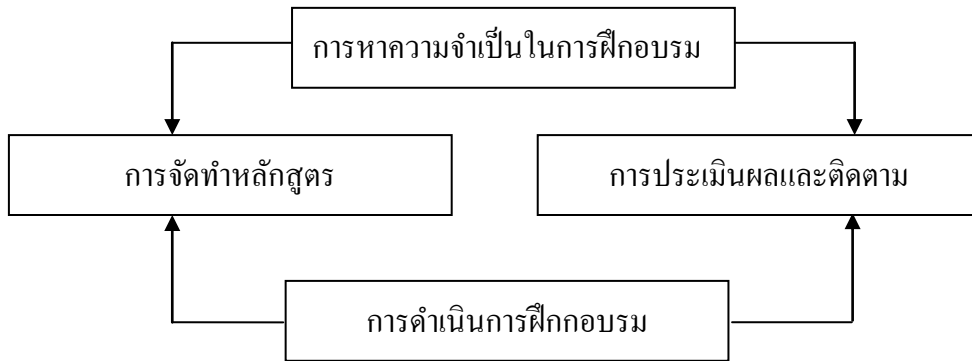 การหาความจำเป็นในการฝึกอบรม
การจัดทำหลักสูตร
การประเมินผลและติดตาม
การดำเนินการฝึกกอบรม